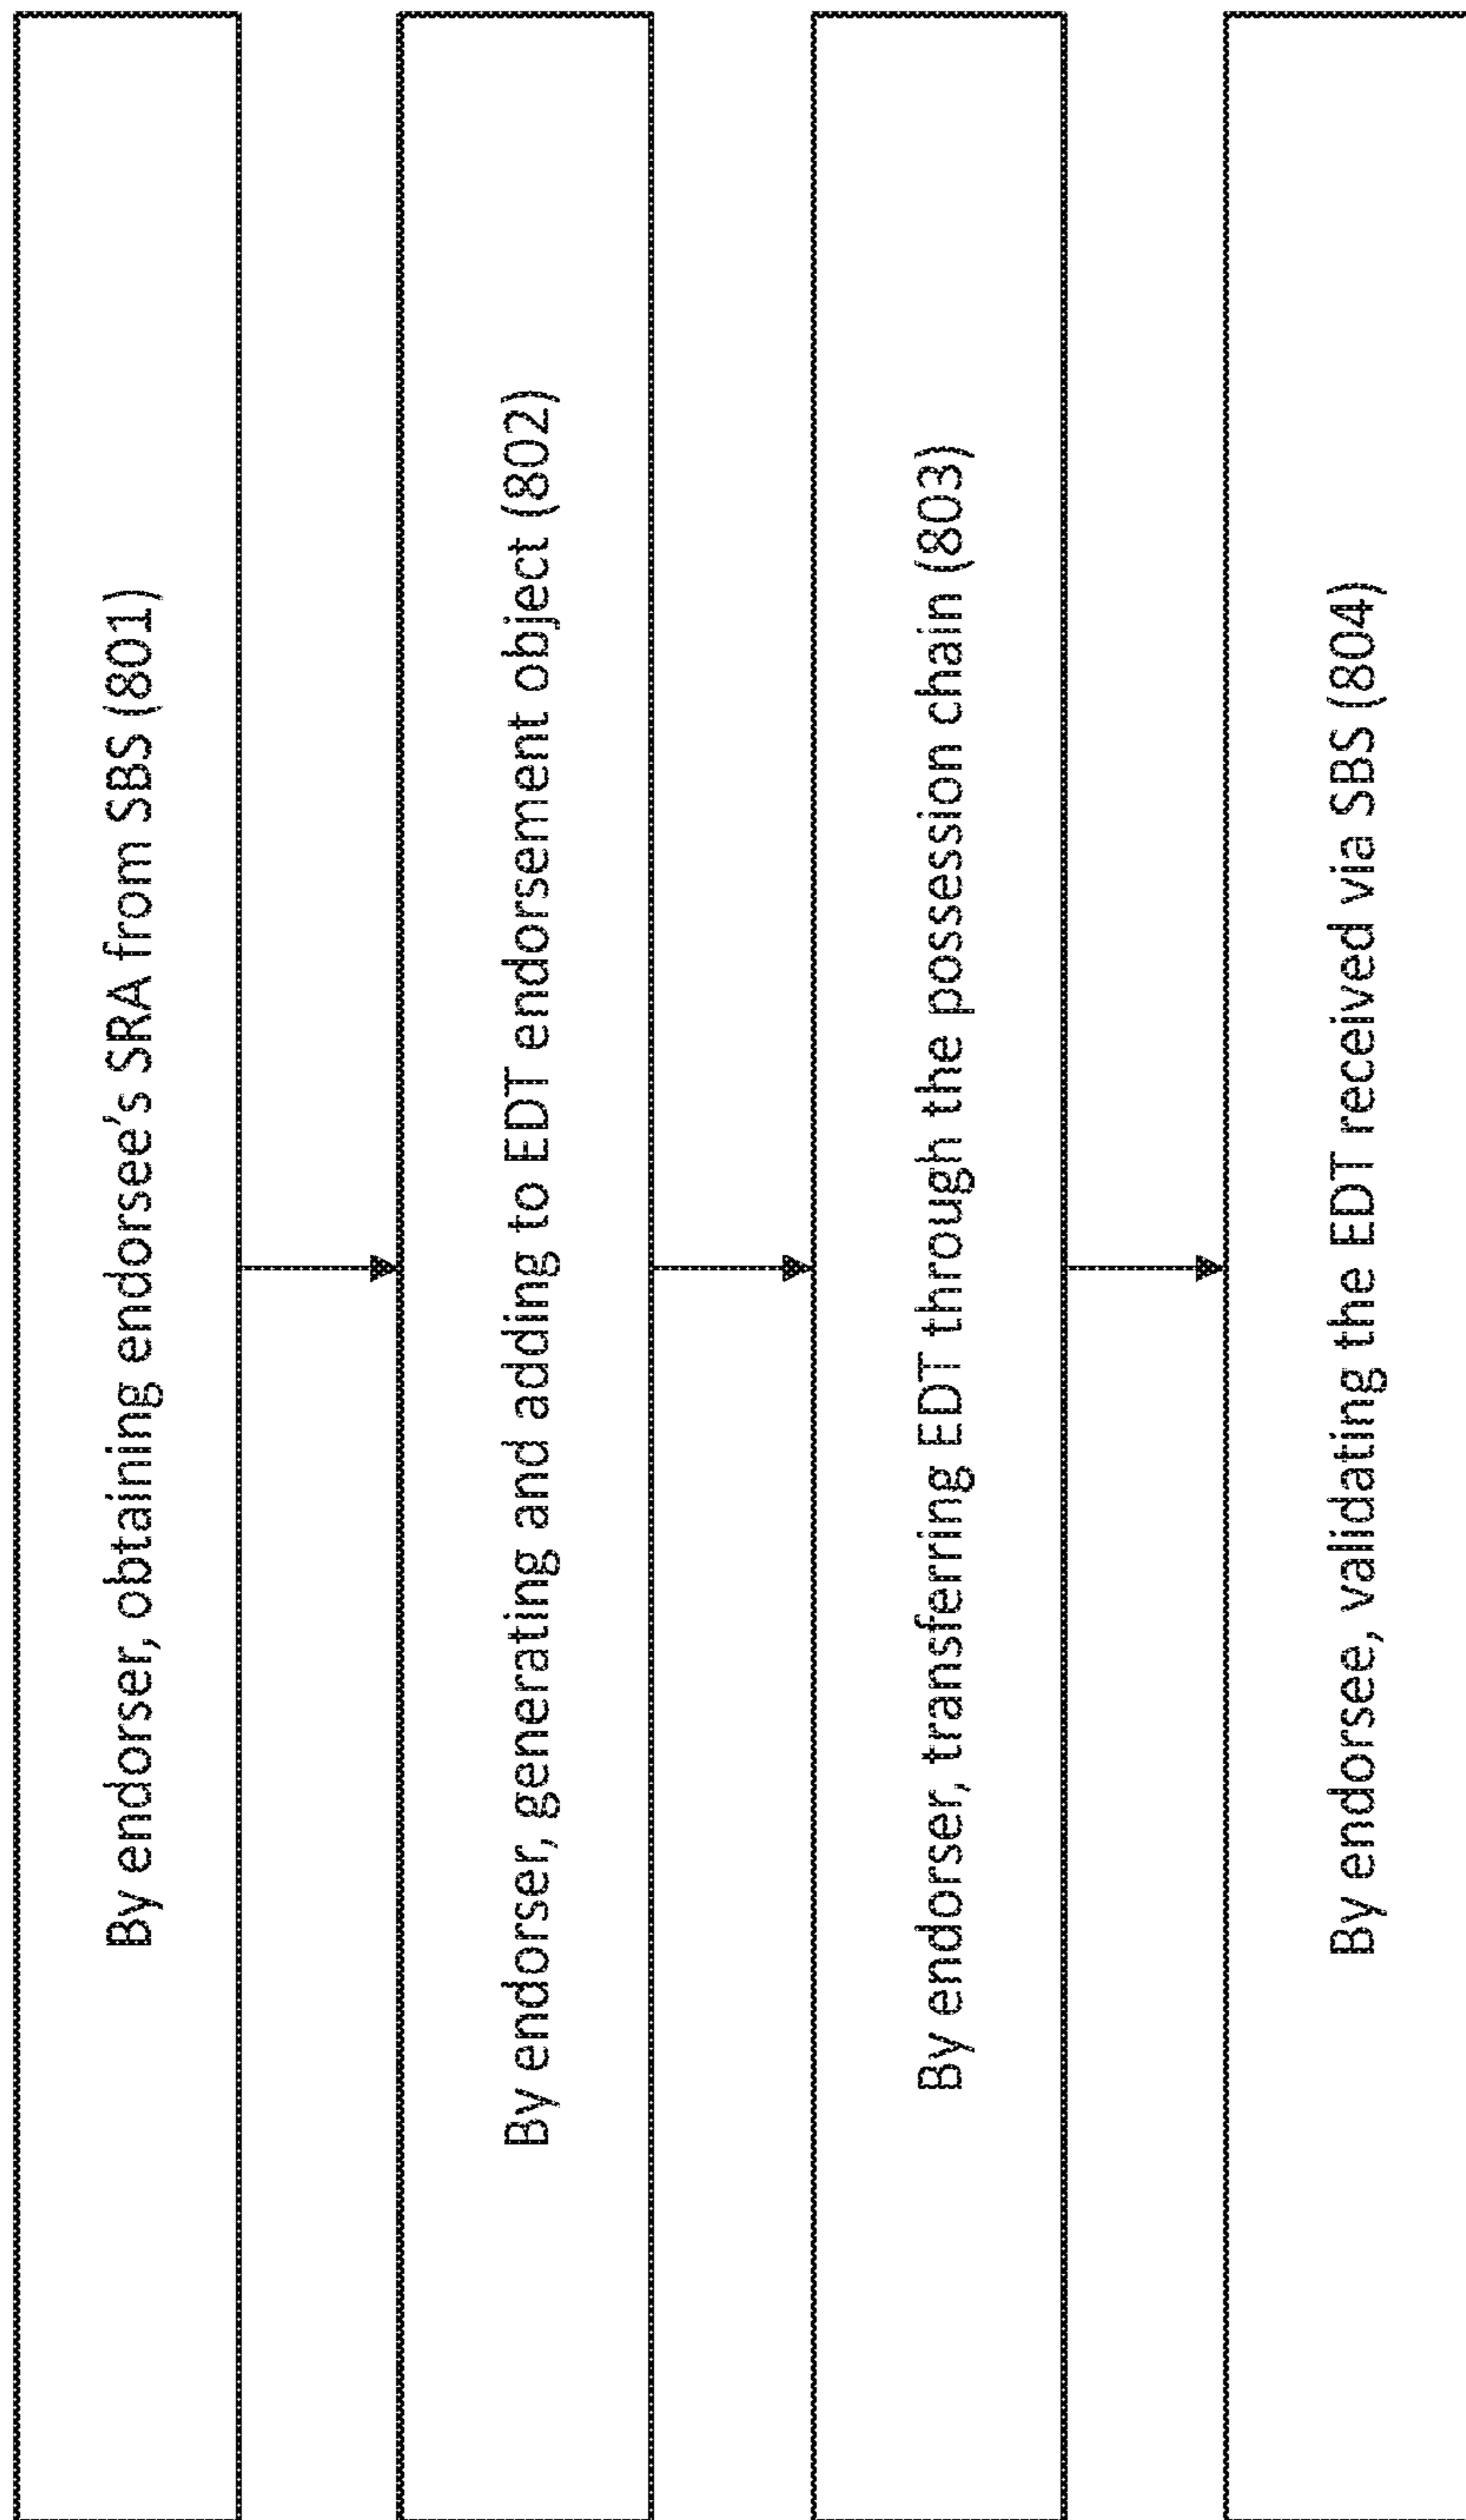 By endorser, obtaining endorsee's SRA from SBS (801)
By endorser, generating and adding to EDT endorsement object (802)
By endorser, transferring EDT through the possession chain (803)
By endorsee, validating the EDT received via SBS (804)